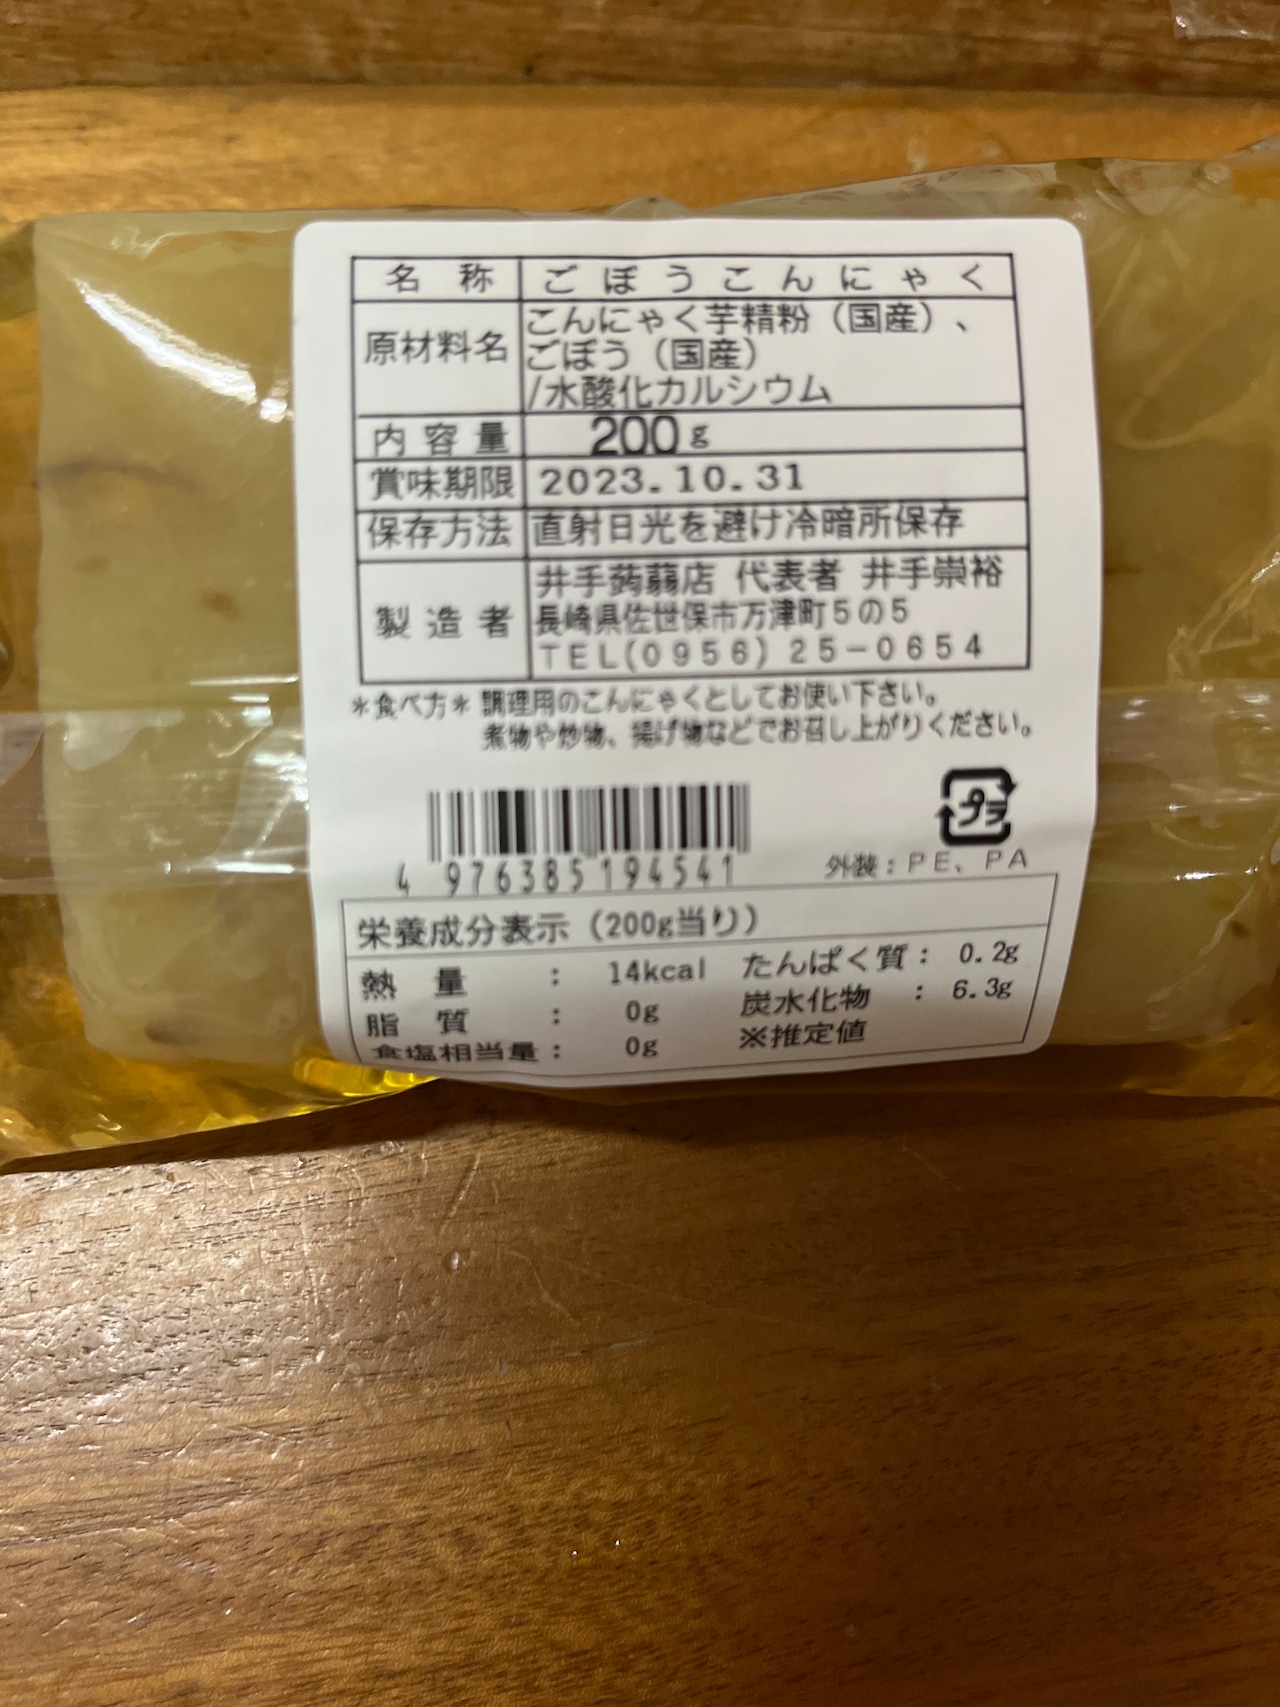 名称 ごぼうこんにゃく
原材料名 こんにゃく芋精粉（国産）、
ごぼう（国産）
/水酸化カルシウム
内容量 200g
賞味期限 2023.10.31
保存方法 直射日光を避け冷暗所保存
製造者 井手蒟蒻店 代表者 井手崇裕
長崎県佐世保市万津町5の5
TEL(0956)25-0654
*食べ方* 調理用のこんにゃくとしてお使い下さい。
煮物や炒物、揚げ物などでお召し上がりください。
プラ
4 976385 194541
外装：PE、PA
栄養成分表示（200g当り）
熱量 ： 14kcal たんぱく質： 0.2g
脂質 ： 0g 炭水化物 ： 6.3g
食塩相当量： 0g ※推定値